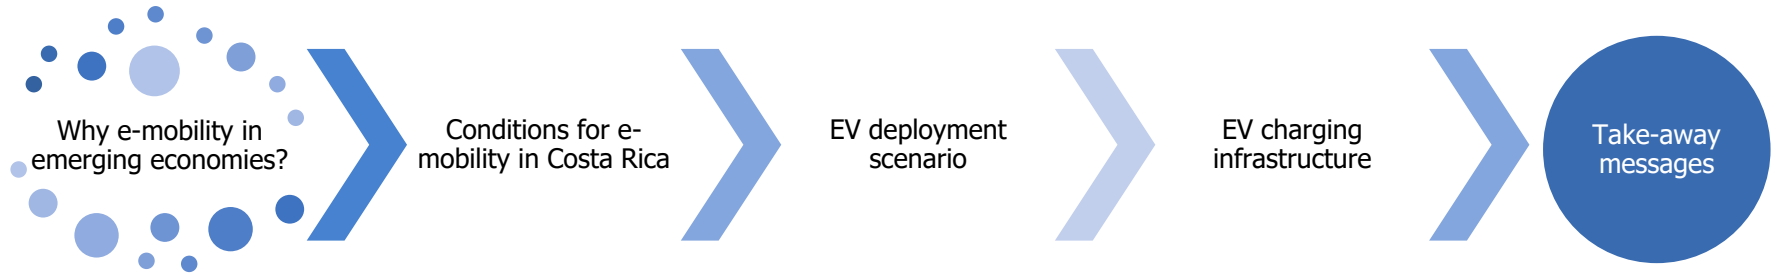 Why e-mobility in
emerging economies?
Conditions for e-
mobility in Costa Rica
EV deployment
scenario
EV charging
infrastructure
Take-away
messages